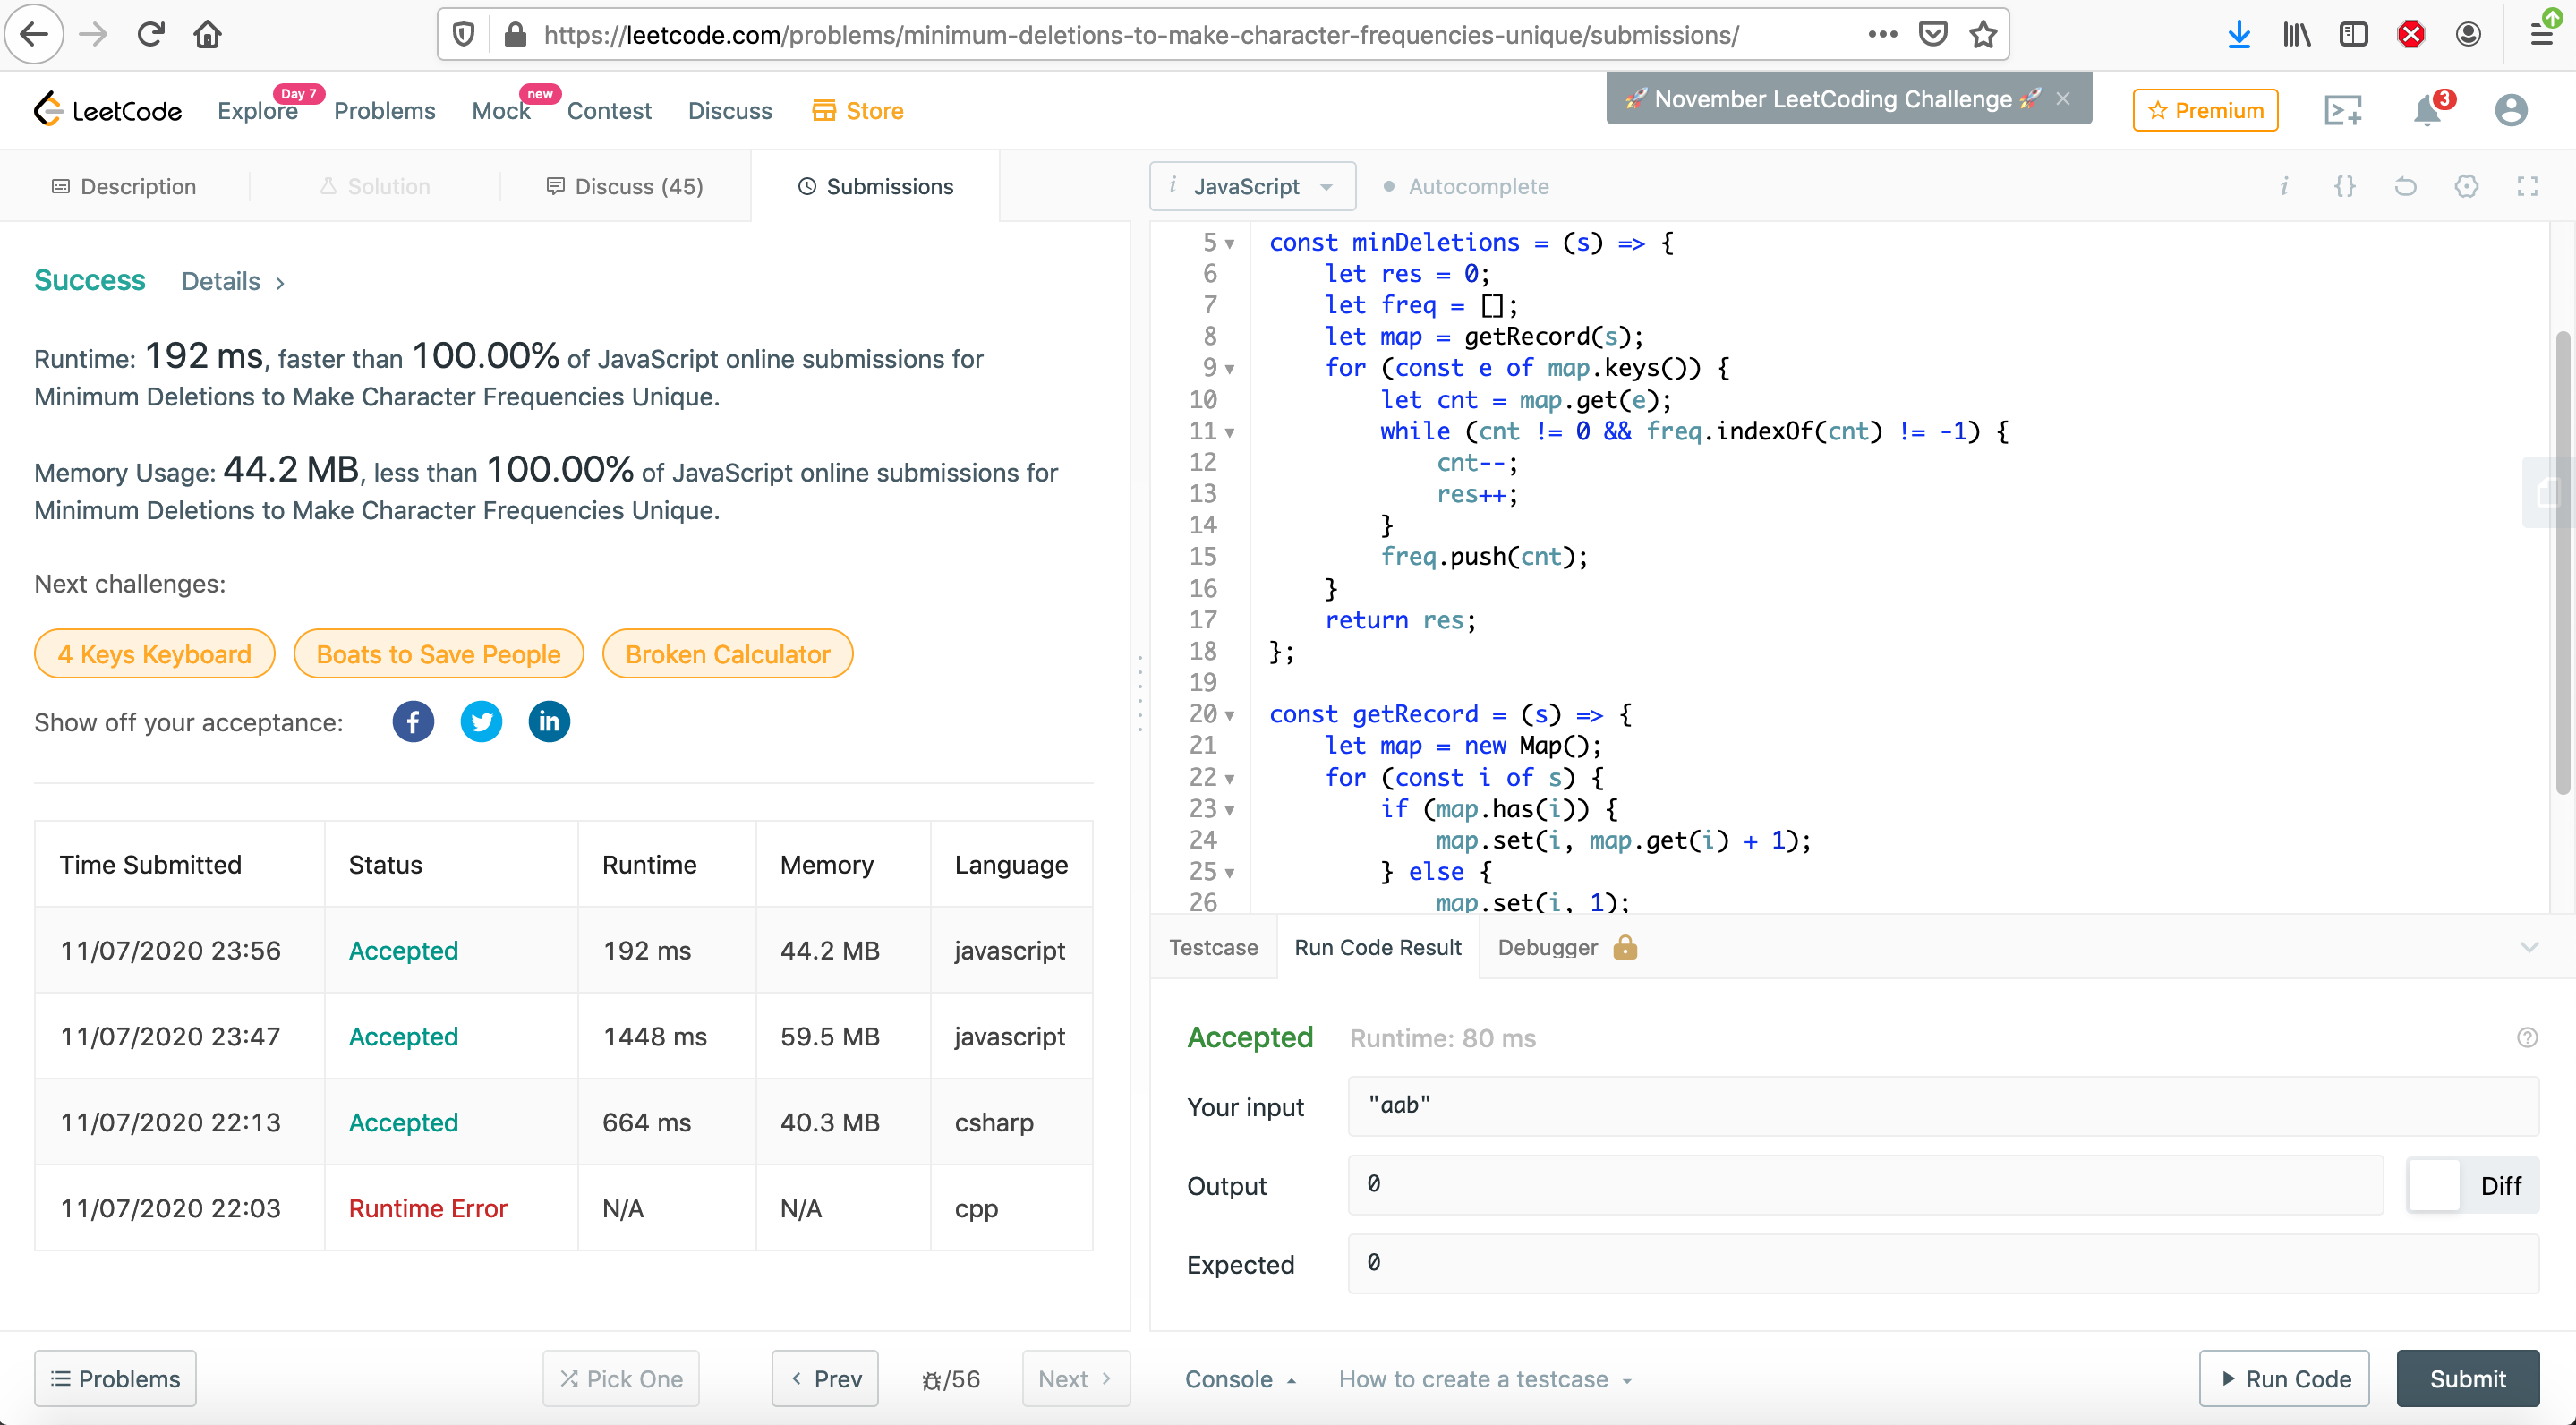 https://leetcode.com/problems/minimum-deletions-to-make-character-frequencies-unique/submissions/
LeetCode
Explore
Day 7
Problems
Mock
new
Contest
Discuss
Store
🚀 November LeetCoding Challenge 🚀
Premium
3
Description
Solution
Discuss (45)
Submissions
i JavaScript
Autocomplete
i
{}
Success
Details >
Runtime: 192 ms, faster than 100.00% of JavaScript online submissions for
Minimum Deletions to Make Character Frequencies Unique.
Memory Usage: 44.2 MB, less than 100.00% of JavaScript online submissions for
Minimum Deletions to Make Character Frequencies Unique.
Next challenges:
4 Keys Keyboard
Boats to Save People
Broken Calculator
Show off your acceptance:
Time Submitted Status Runtime Memory Language
11/07/2020 23:56 Accepted 192 ms 44.2 MB javascript
11/07/2020 23:47 Accepted 1448 ms 59.5 MB javascript
11/07/2020 22:13 Accepted 664 ms 40.3 MB csharp
11/07/2020 22:03 Runtime Error N/A N/A cpp
5 const minDeletions = (s) => {
6 let res = 0;
7 let freq = [];
8 let map = getRecord(s);
9 for (const e of map.keys()) {
10 let cnt = map.get(e);
11 while (cnt != 0 && freq.indexOf(cnt) != -1) {
12 cnt--;
13 res++;
14 }
15 freq.push(cnt);
16 }
17 return res;
18 };
19
20 const getRecord = (s) => {
21 let map = new Map();
22 for (const i of s) {
23 if (map.has(i)) {
24 map.set(i, map.get(i) + 1);
25 } else {
26 map.set(i, 1);
Testcase
Run Code Result
Debugger
Accepted
Runtime: 80 ms
Your input
"aab"
Output
0
Diff
Expected
0
Problems
Pick One
Prev
/56
Next
Console
How to create a testcase
Run Code
Submit